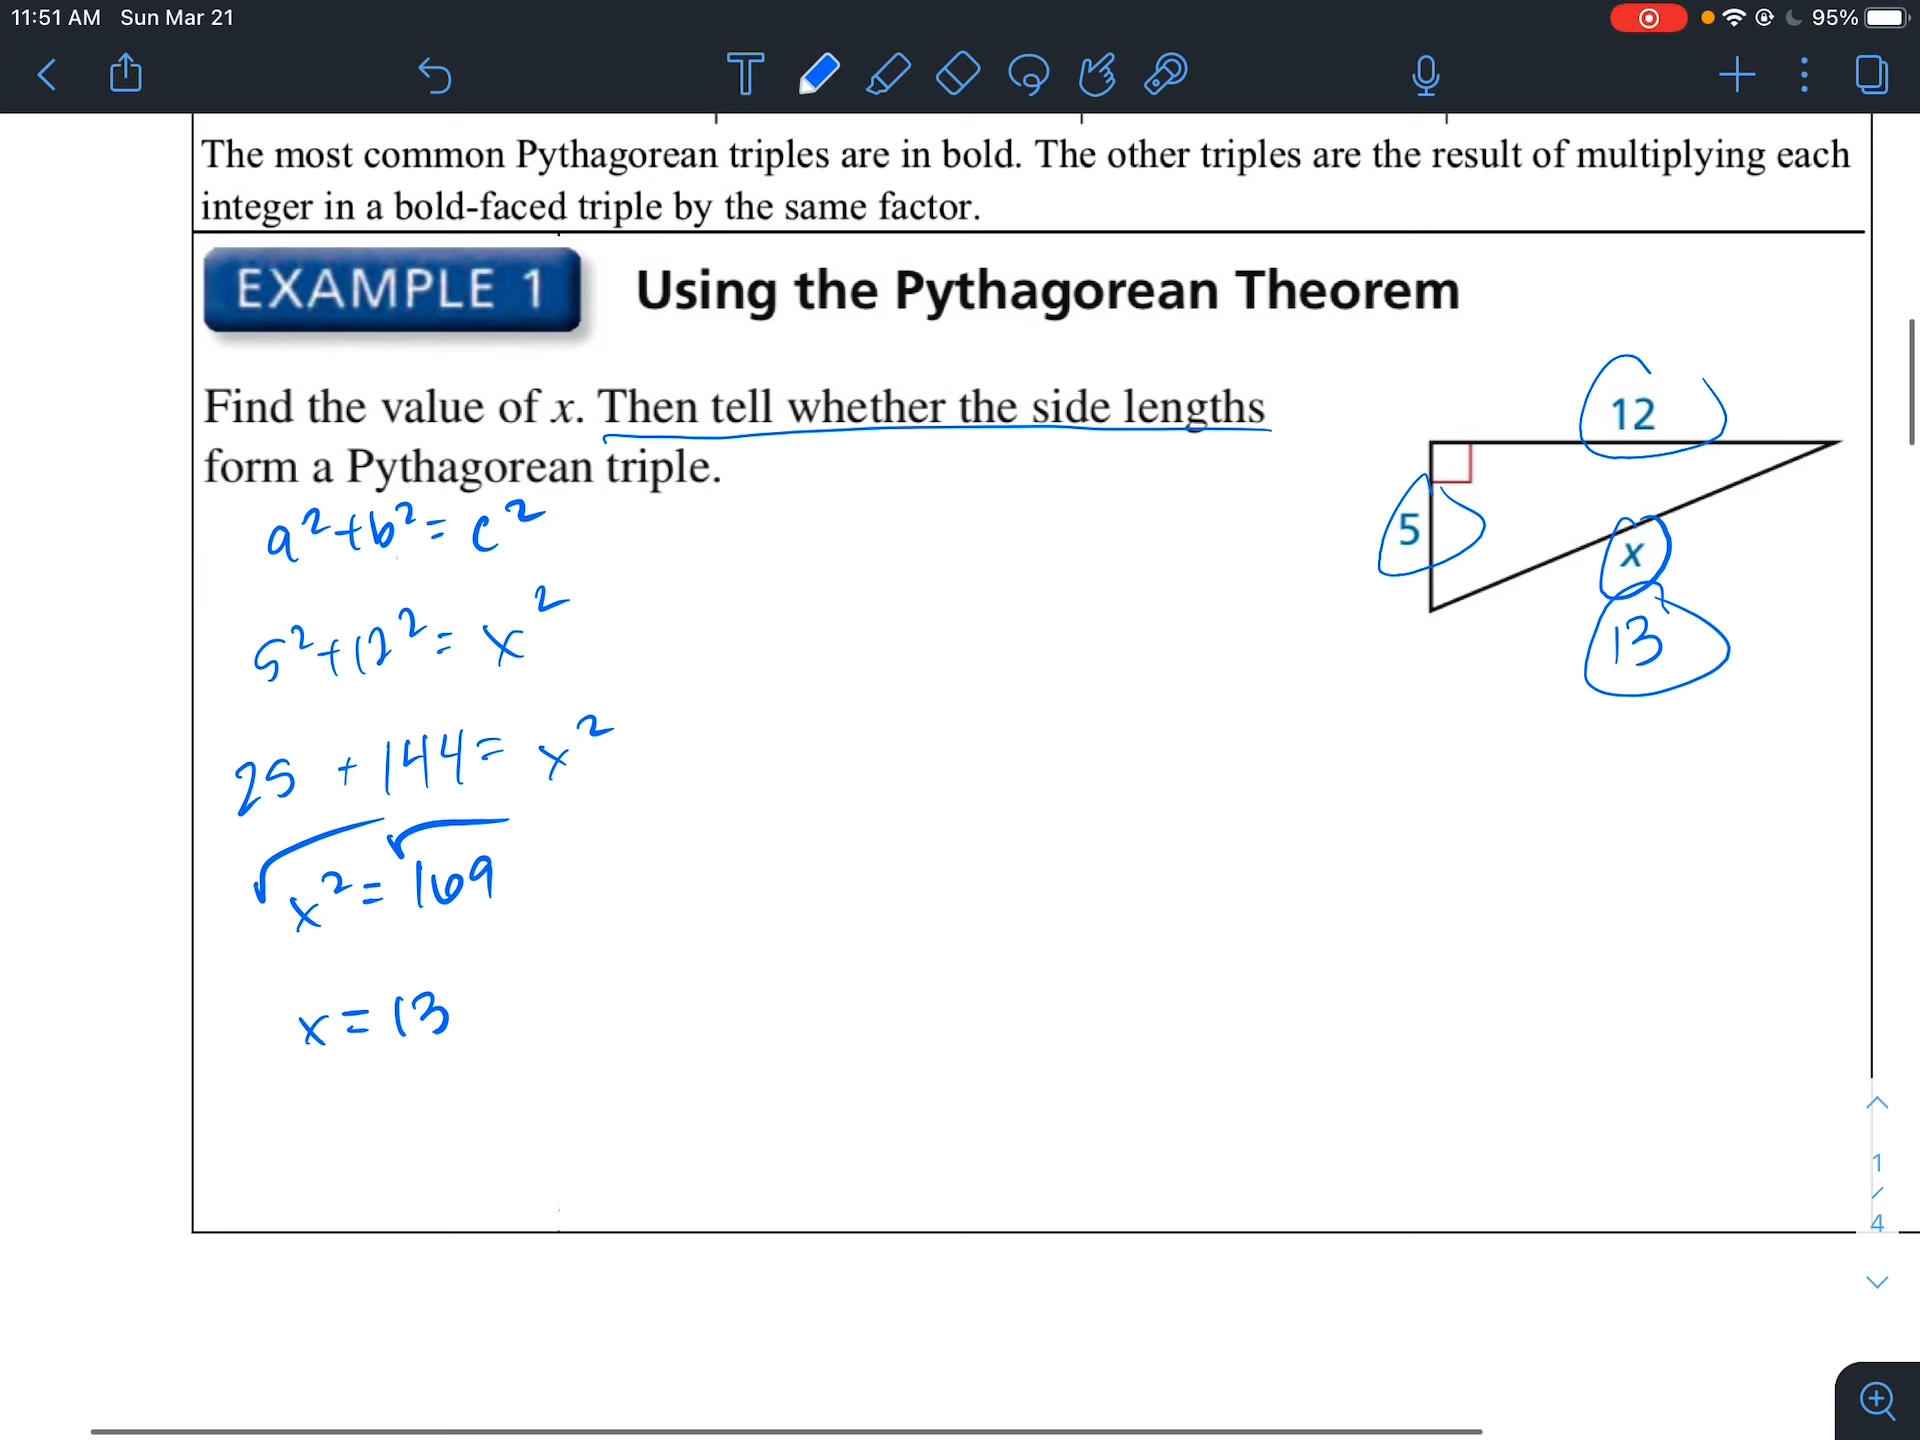 11:51 AM Sun Mar 21
95%
The most common Pythagorean triples are in bold. The other triples are the result of multiplying each
integer in a bold-faced triple by the same factor.
EXAMPLE 1 Using the Pythagorean Theorem
Find the value of x. Then tell whether the side lengths
form a Pythagorean triple.
12
5
x
13
a² + b² = c²
5² + 12² = x²
25 + 144 = x²
√x² = √169
x = 13
1
/
4